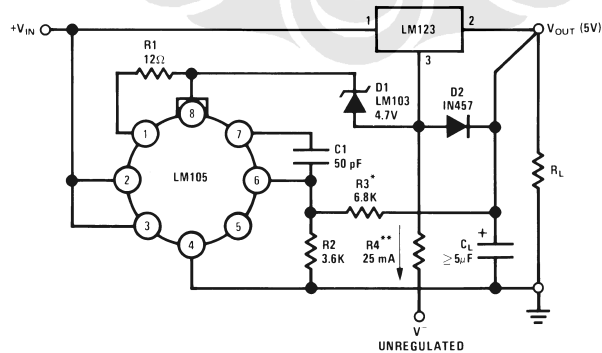 +VIN
1
LM123
2
VOUT (5V)
3
R1
12Ω
D1
LM103
4.7V
D2
IN457
8
1
7
C1
50 pF
2
LM105
6
R3*
6.8K
RL
3
5
4
R2
3.6K
R4**
25 mA
+
CL
≥5μF
V−
UNREGULATED